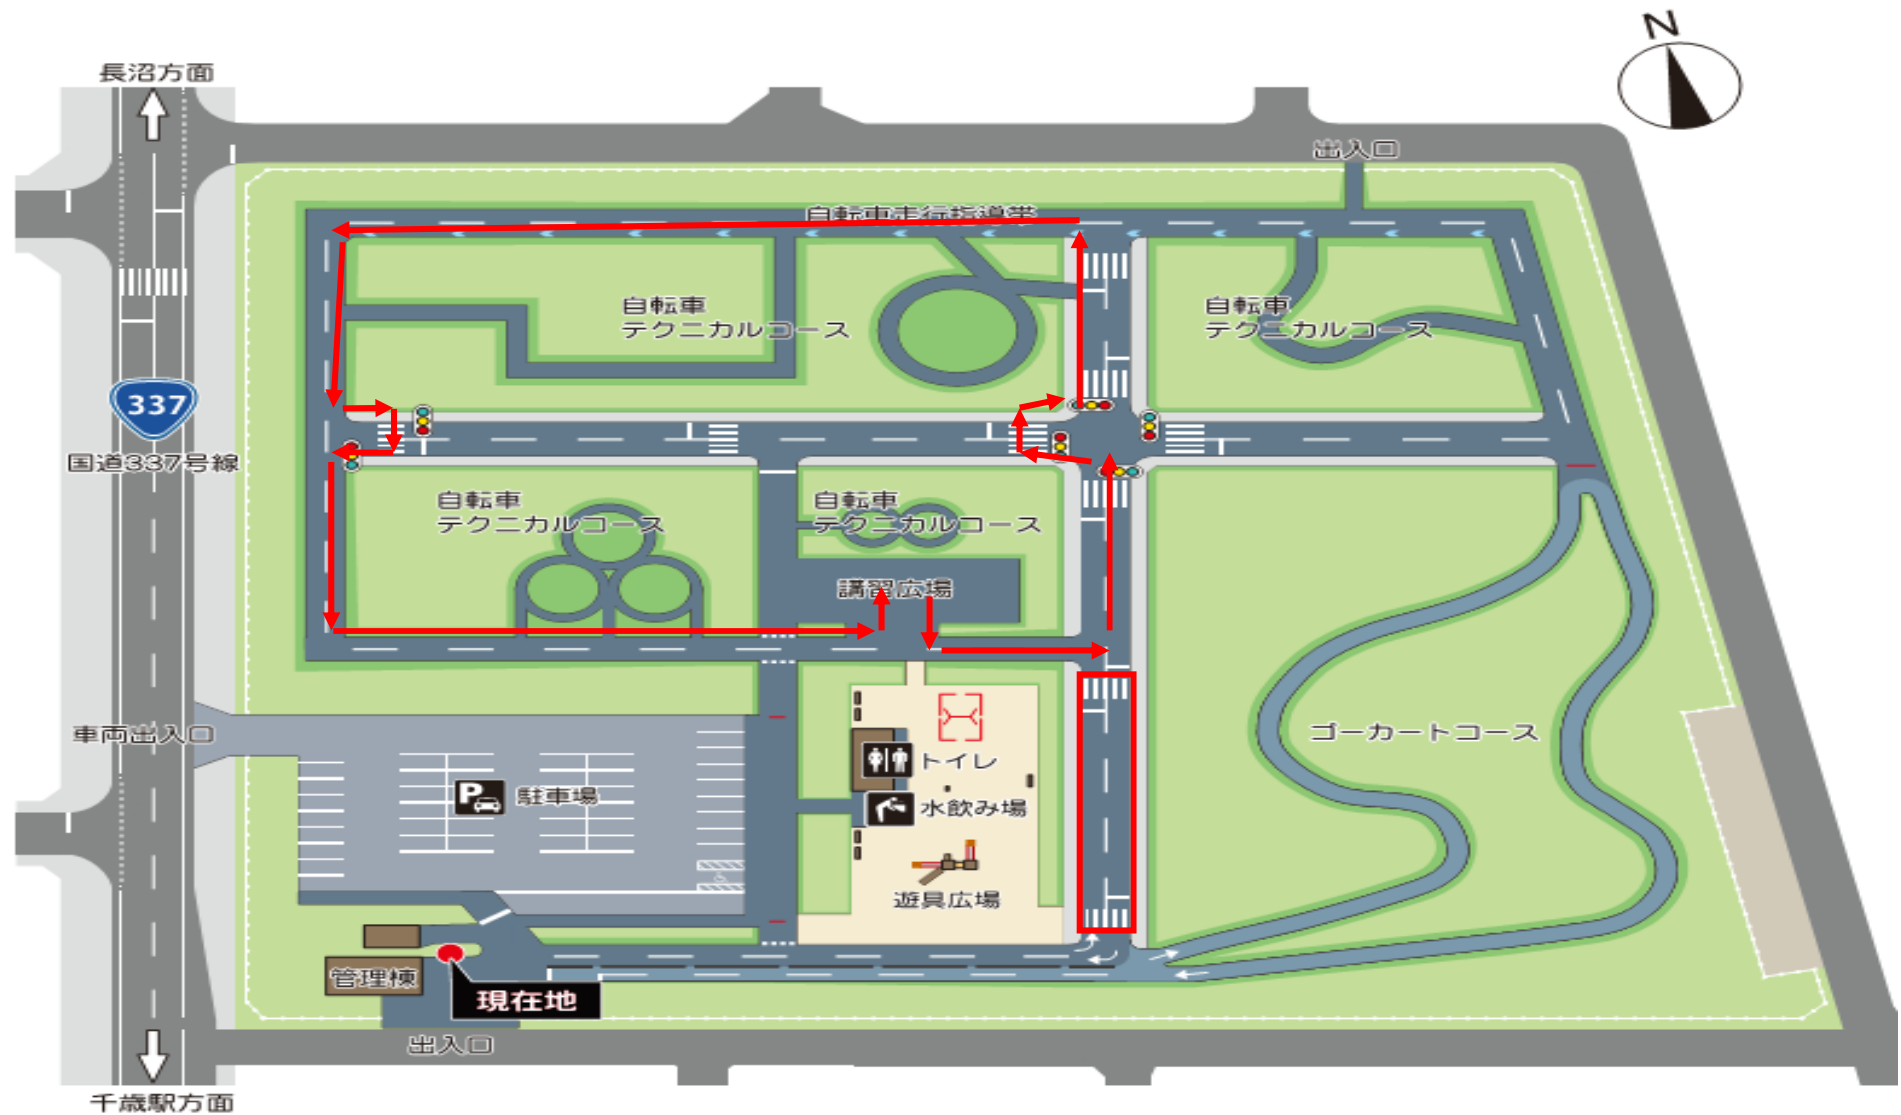 N
長沼方面
出入口
自転車走行指導帯
自転車
テクニカルコース
自転車
テクニカルコース
337
国道337号線
自転車
テクニカルコース
自転車
テクニカルコース
講習広場
車両出入口
ゴーカートコース
トイレ
P
駐車場
水飲み場
遊具広場
管理棟
現在地
出入口
千歳駅方面